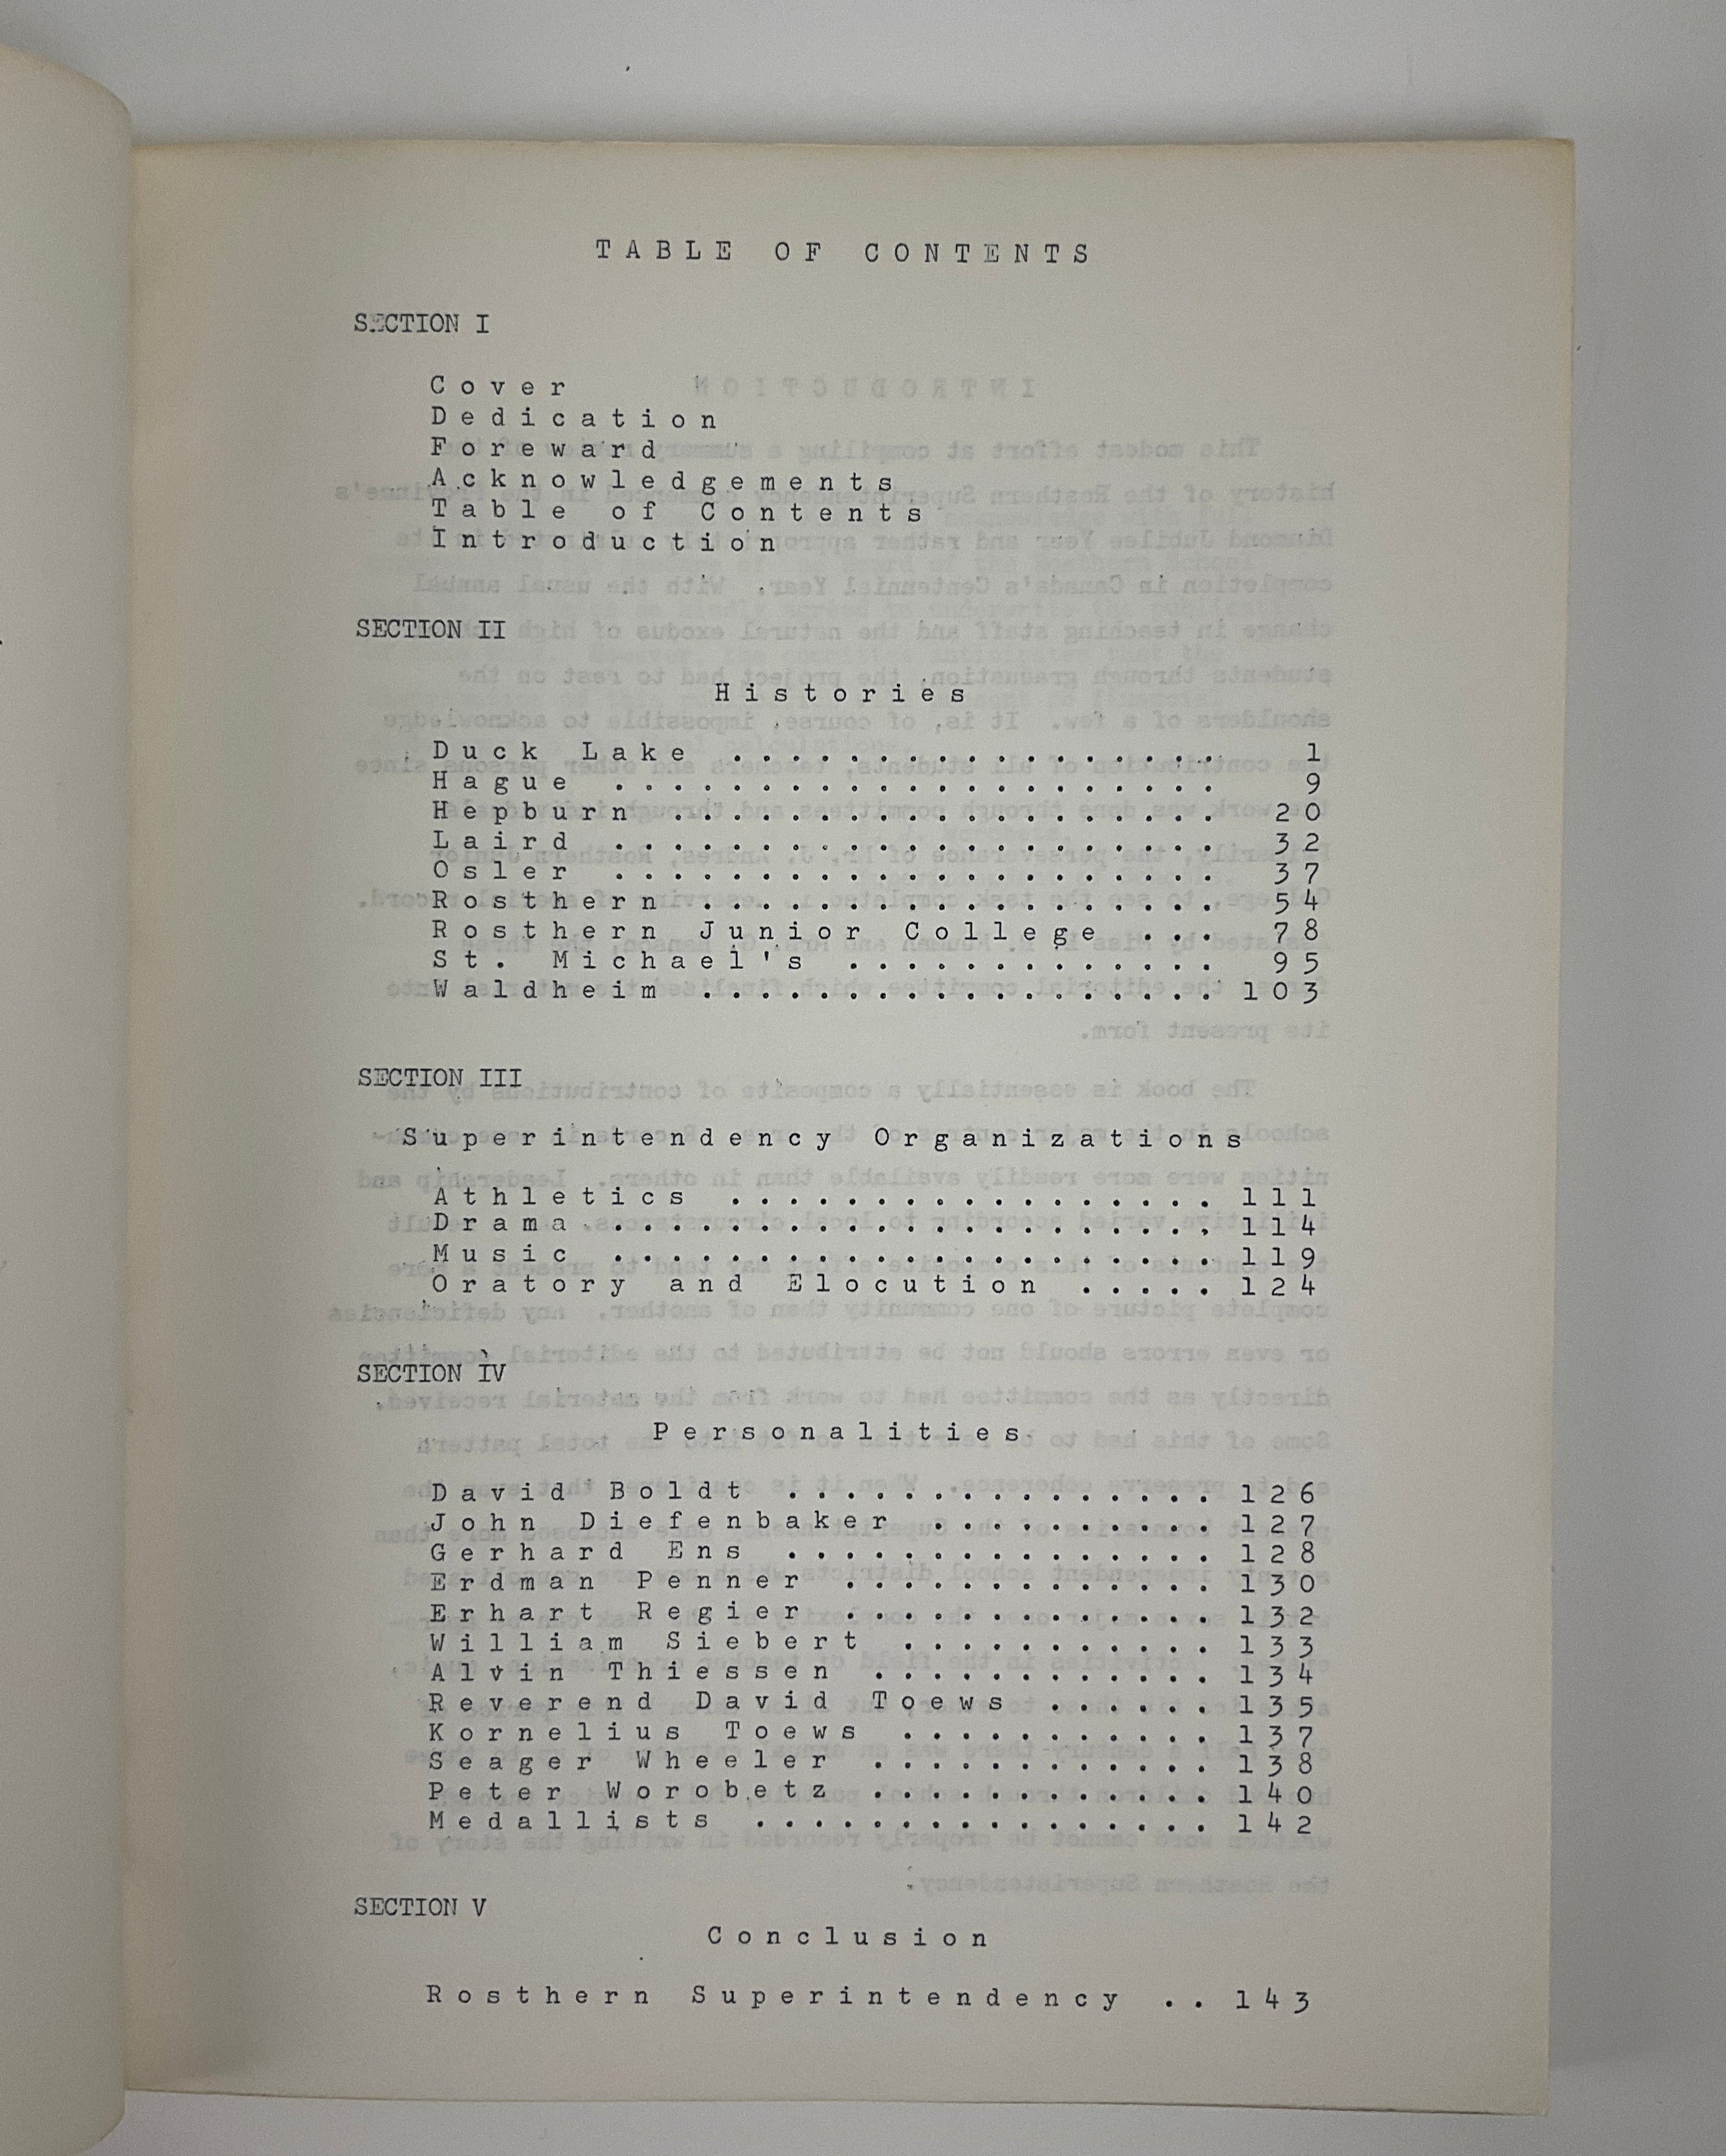 TABLE OF CONTENTS
SECTION I
Cover
Dedication
Foreward
Acknowledgements
Table of Contents
Introduction
SECTION II
Histories
Duck Lake . . . . . . . . . . . . . . . . . 1
Hague . . . . . . . . . . . . . . . . . . . . . 9
Hepburn . . . . . . . . . . . . . . . . . . . 20
Laird . . . . . . . . . . . . . . . . . . . . . 32
Osler . . . . . . . . . . . . . . . . . . . . . 37
Rosthern . . . . . . . . . . . . . . . . . . 54
Rosthern Junior College . . . 78
St. Michael's . . . . . . . . . . . . . 95
Waldheim . . . . . . . . . . . . . . . . . . 103
SECTION III
Superintendency Organizations
Athletics . . . . . . . . . . . . . . . . . 111
Drama . . . . . . . . . . . . . . . . . . . . . 114
Music . . . . . . . . . . . . . . . . . . . . . 119
Oratory and Elocution . . . . . 124
SECTION IV
Personalities
David Boldt . . . . . . . . . . . . . . . 126
John Diefenbaker . . . . . . . . . . 127
Gerhard Ens . . . . . . . . . . . . . . . 128
Erdman Penner . . . . . . . . . . . . . 130
Erhart Regier . . . . . . . . . . . . . 132
William Siebert . . . . . . . . . . . 133
Alvin Thiessen . . . . . . . . . . . . 134
Reverend David Toews . . . . . . 135
Kornelius Toews . . . . . . . . . . . 137
Seager Wheeler . . . . . . . . . . . . 138
Peter Worobetz . . . . . . . . . . . . 140
Medallists . . . . . . . . . . . . . . . . 142
SECTION V
Conclusion
Rosthern Superintendency . . 143